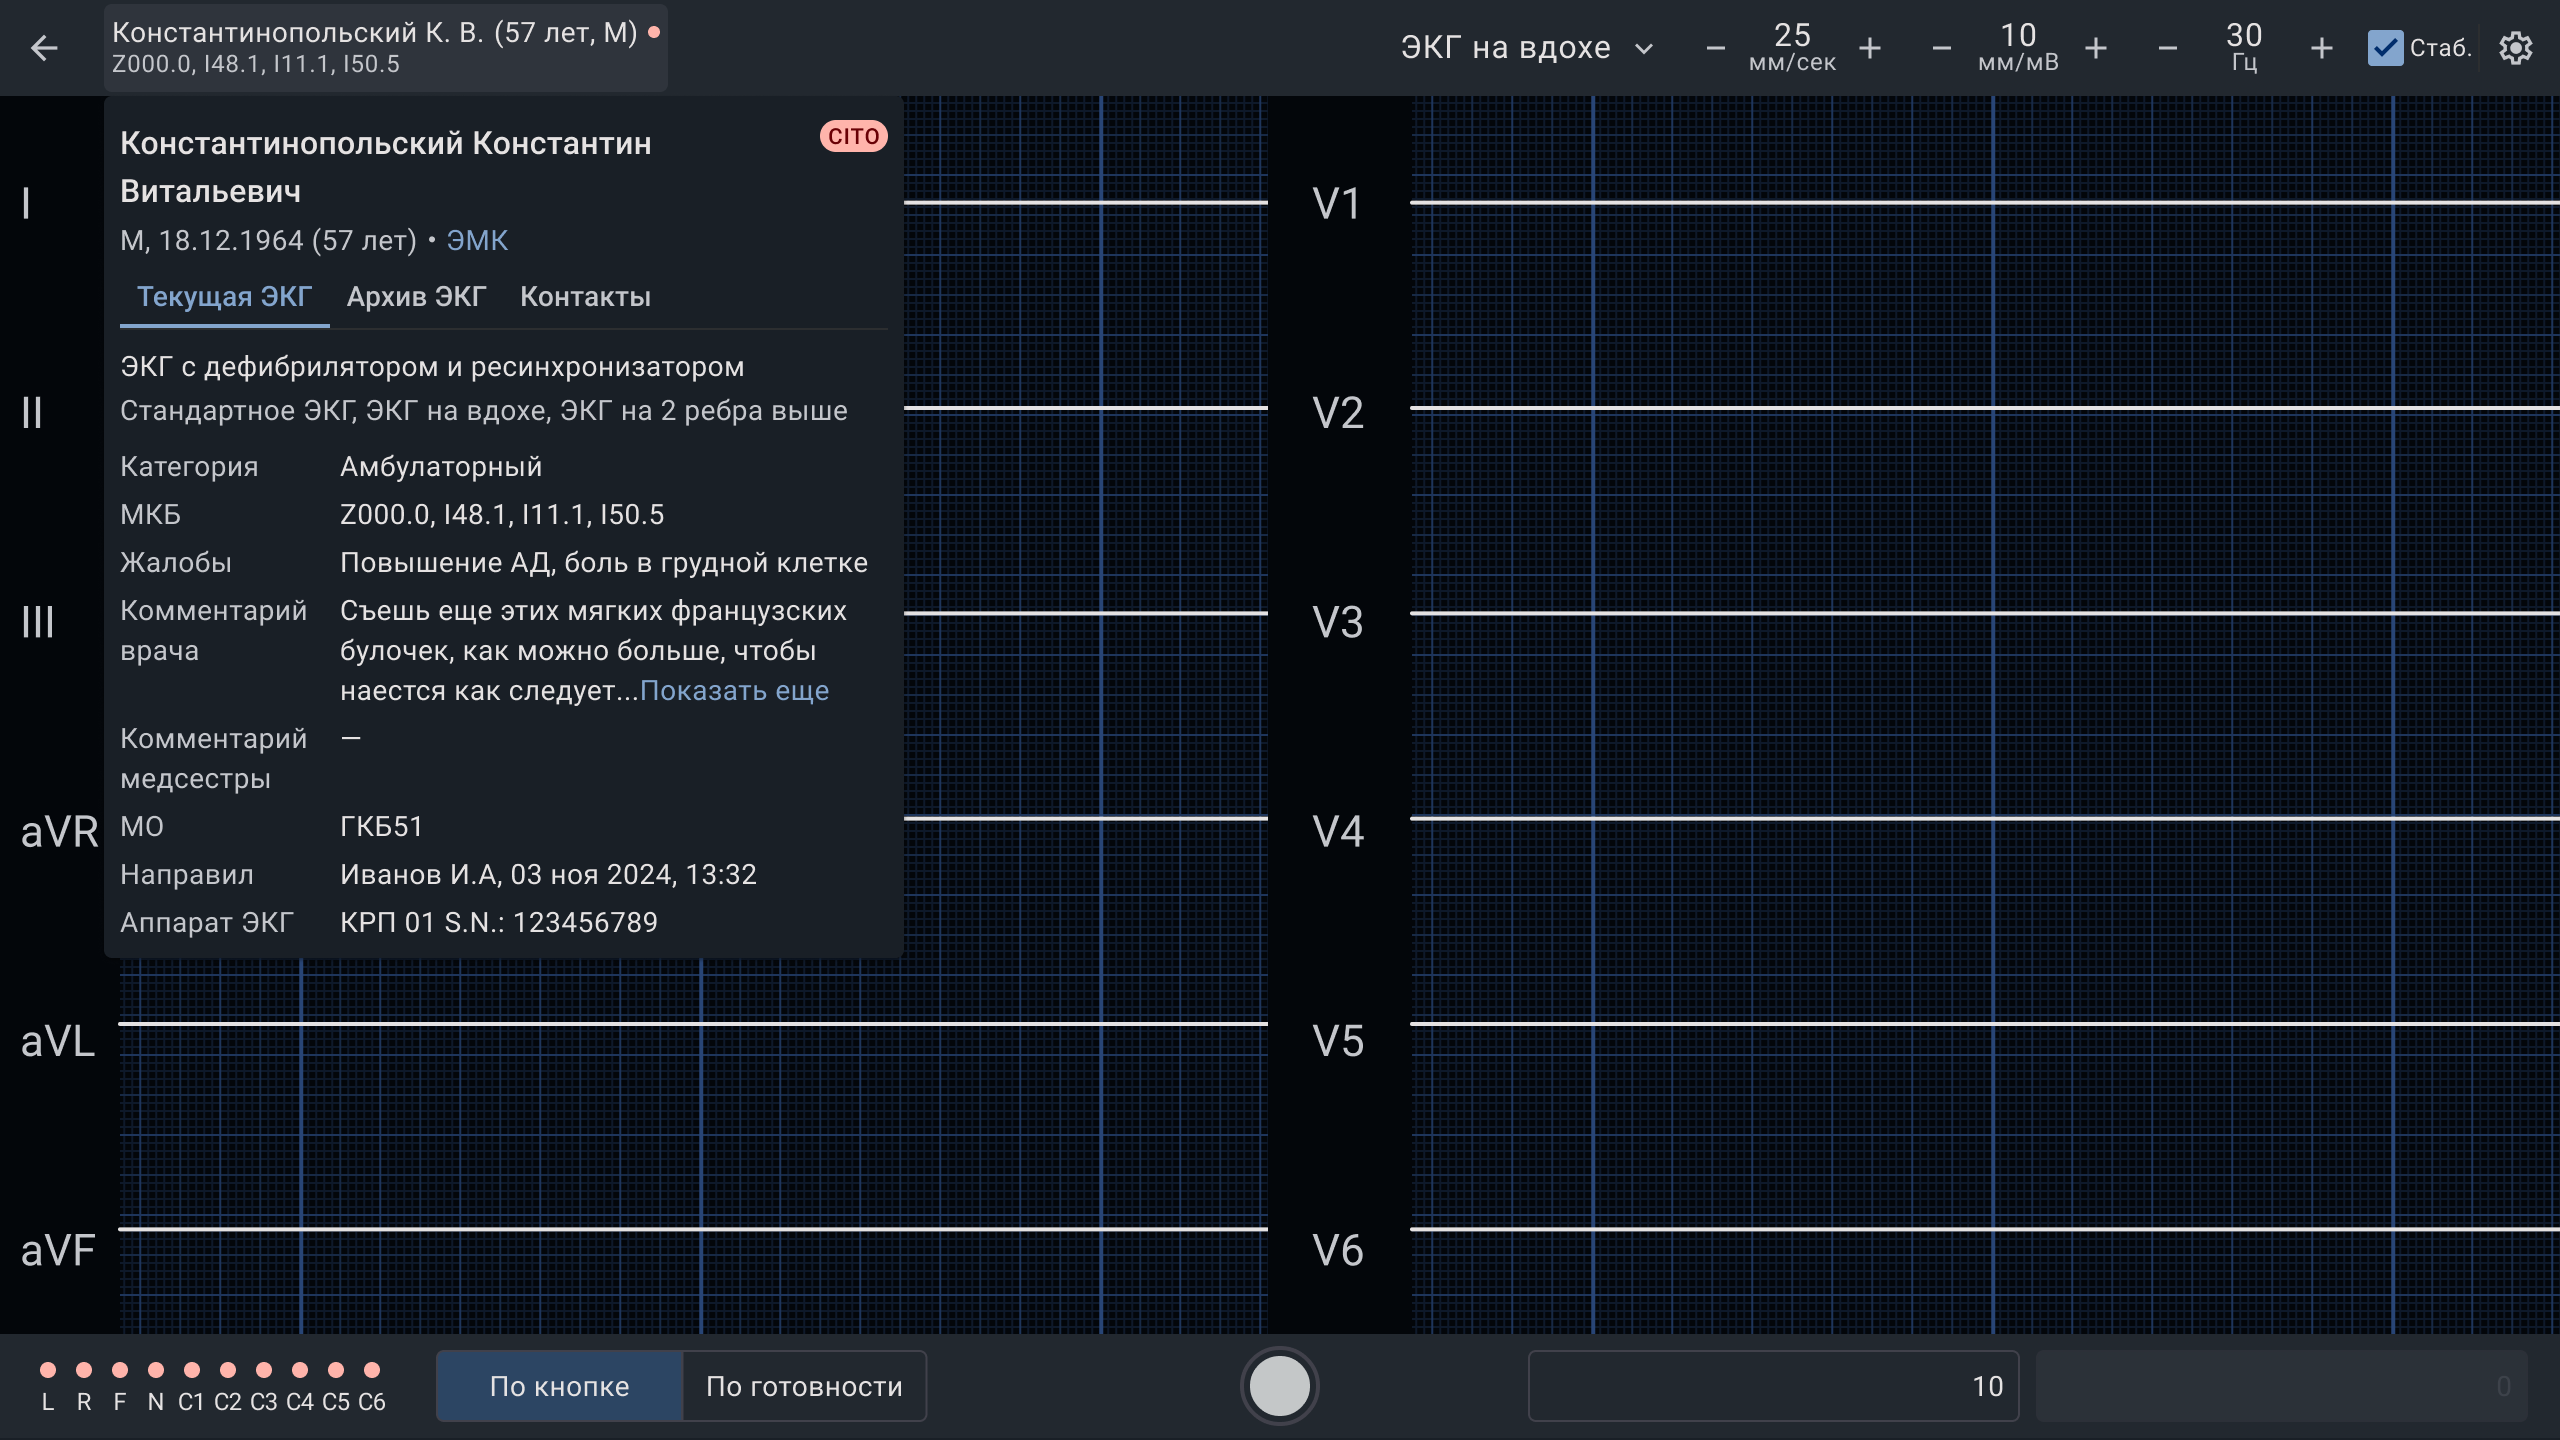 Константинопольский К. В. (57 лет, М)
Z000.0, I48.1, I11.1, I50.5
ЭКГ на вдохе
25
мм/сек
10
мм/мВ
30
Гц
Стаб.
Константинопольский Константин
Витальевич
CITO
М, 18.12.1964 (57 лет) • ЭМК
Текущая ЭКГ Архив ЭКГ Контакты
ЭКГ с дефибрилятором и ресинхронизатором
Стандартное ЭКГ, ЭКГ на вдохе, ЭКГ на 2 ребра выше
Категория Амбулаторный
МКБ Z000.0, I48.1, I11.1, I50.5
Жалобы Повышение АД, боль в грудной клетке
Комментарий врача
Съешь еще этих мягких французских
булочек, как можно больше, чтобы
наестся как следует...Показать еще
Комментарий —
медсестры
МО ГКБ51
Направил Иванов И.А, 03 ноя 2024, 13:32
Аппарат ЭКГ КРП 01 S.N.: 123456789
I
II
III
aVR
aVL
aVF
V1
V2
V3
V4
V5
V6
L R F N C1 C2 C3 C4 C5 C6
По кнопке По готовности
10
0